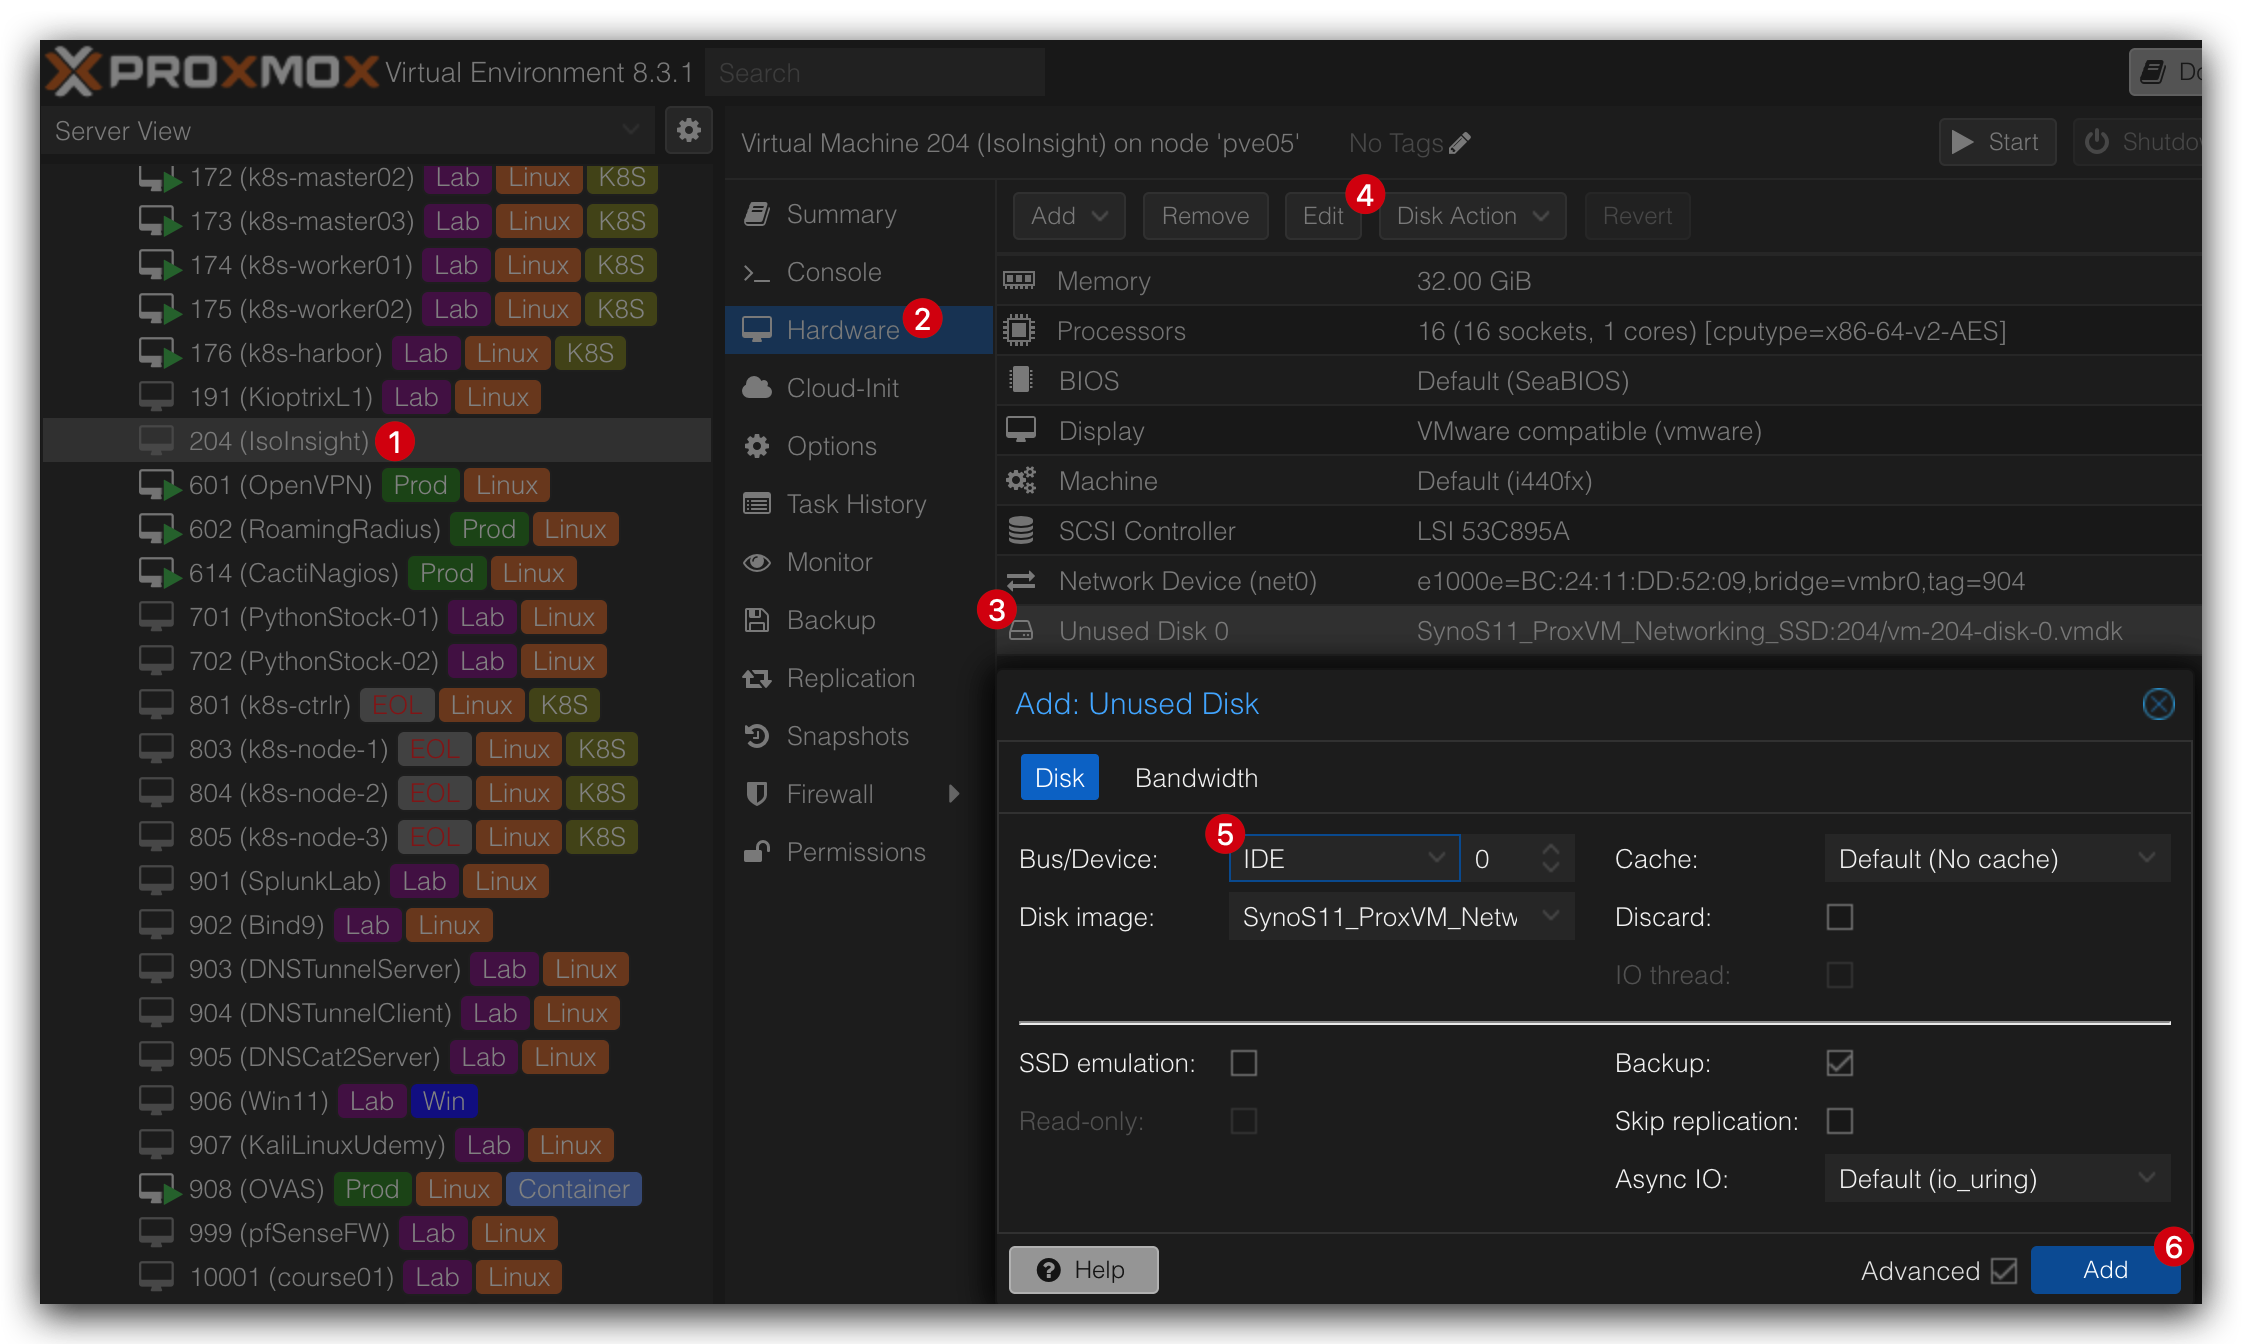 PROXMOX Virtual Environment 8.3.1 Search
Server View
172 (k8s-master02) Lab Linux K8S
173 (k8s-master03) Lab Linux K8S
174 (k8s-worker01) Lab Linux K8S
175 (k8s-worker02) Lab Linux K8S
176 (k8s-harbor) Lab Linux K8S
191 (KioptrixL1) Lab Linux
204 (IsoInsight) 1
601 (OpenVPN) Prod Linux
602 (RoamingRadius) Prod Linux
614 (CactiNagios) Prod Linux
701 (PythonStock-01) Lab Linux
702 (PythonStock-02) Lab Linux
801 (k8s-ctrlr) EOL Linux K8S
803 (k8s-node-1) EOL Linux K8S
804 (k8s-node-2) EOL Linux K8S
805 (k8s-node-3) EOL Linux K8S
901 (SplunkLab) Lab Linux
902 (Bind9) Lab Linux
903 (DNSTunnelServer) Lab Linux
904 (DNSTunnelClient) Lab Linux
905 (DNSCat2Server) Lab Linux
906 (Win11) Lab Win
907 (KaliLinuxUdemy) Lab Linux
908 (OVAS) Prod Linux Container
999 (pfSenseFW) Lab Linux
10001 (course01) Lab Linux
Virtual Machine 204 (IsoInsight) on node 'pve05' No Tags Start Shutdo
Summary
Console
Hardware 2
Cloud-Init
Options
Task History
Monitor
Backup
Replication
Snapshots
Firewall
Permissions
Add Remove Edit 4 Disk Action Revert
Memory 32.00 GiB
Processors 16 (16 sockets, 1 cores) [cputype=x86-64-v2-AES]
BIOS Default (SeaBIOS)
Display VMware compatible (vmware)
Machine Default (i440fx)
SCSI Controller LSI 53C895A
Network Device (net0) e1000e=BC:24:11:DD:52:09,bridge=vmbr0,tag=904
3 Unused Disk 0 SynoS11_ProxVM_Networking_SSD:204/vm-204-disk-0.vmdk
Add: Unused Disk
Disk Bandwidth
Bus/Device: 5 IDE 0 Cache: Default (No cache)
Disk image: SynoS11_ProxVM_Netw Discard:
IO thread:
SSD emulation: Backup:
Read-only: Skip replication:
Async IO: Default (io_uring)
Help Advanced Add 6